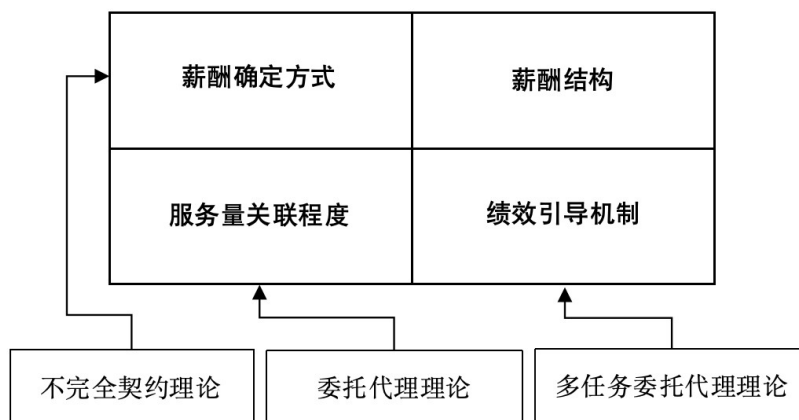 薪酬确定方式
薪酬结构
服务量关联程度
绩效引导机制
不完全契约理论
委托代理理论
多任务委托代理理论